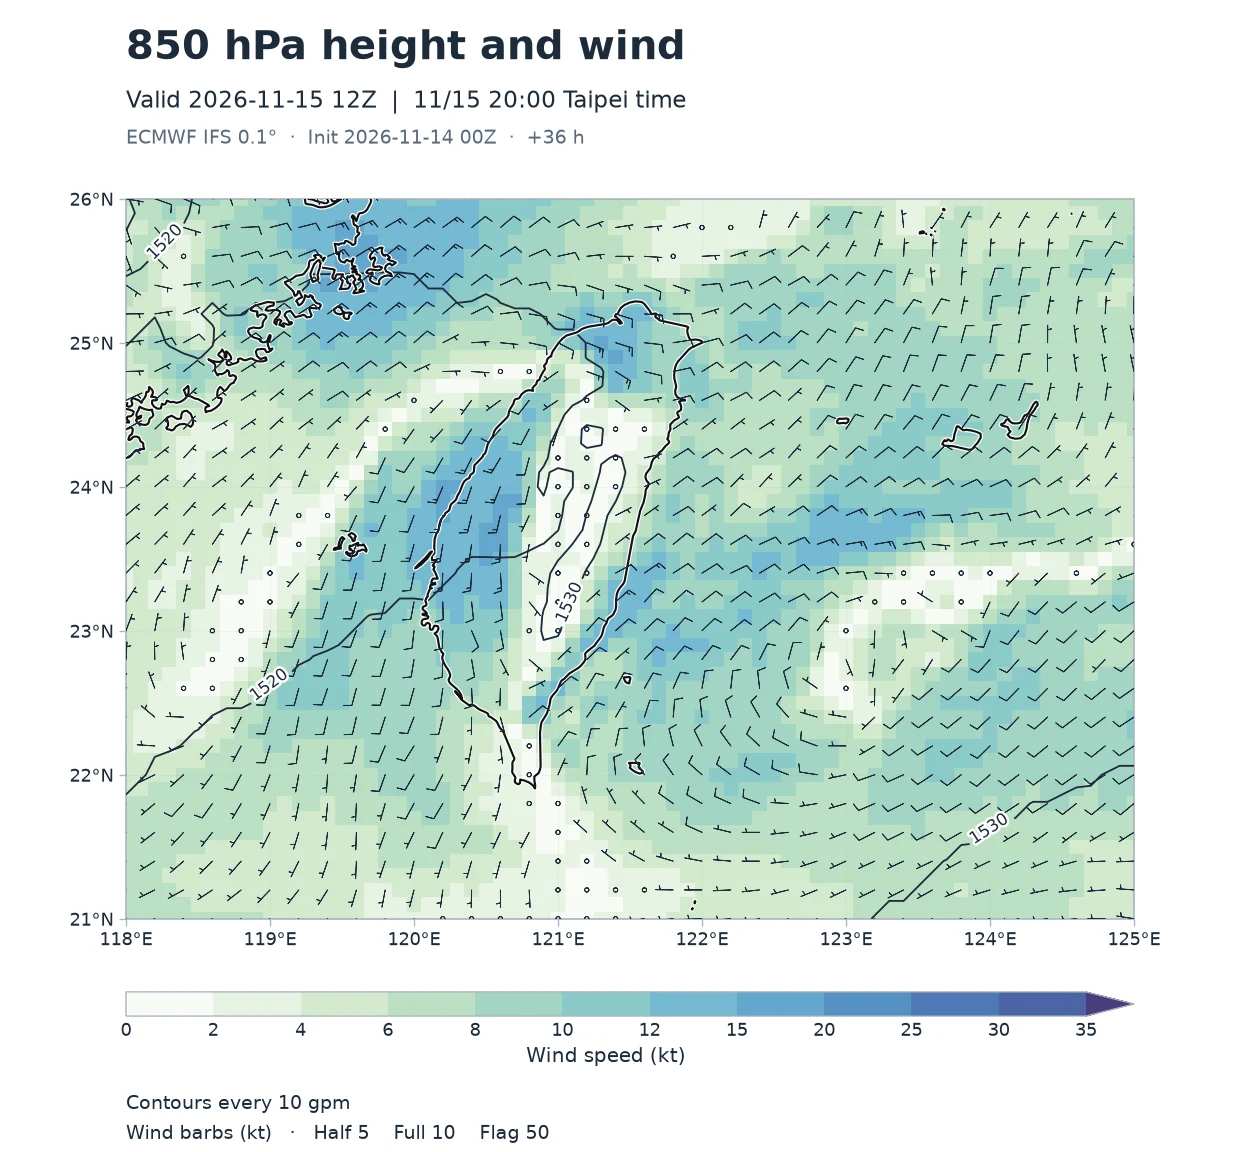 850 hPa height and wind
Valid 2026-11-15 12Z | 11/15 20:00 Taipei time
ECMWF IFS 0.1° · Init 2026-11-14 00Z · +36 h
26°N
25°N
24°N
23°N
22°N
21°N
1520
1530
1520
1530
118°E 119°E 120°E 121°E 122°E 123°E 124°E 125°E
0 2 4 6 8 10 12 15 20 25 30 35
Wind speed (kt)
Contours every 10 gpm
Wind barbs (kt) · Half 5 Full 10 Flag 50